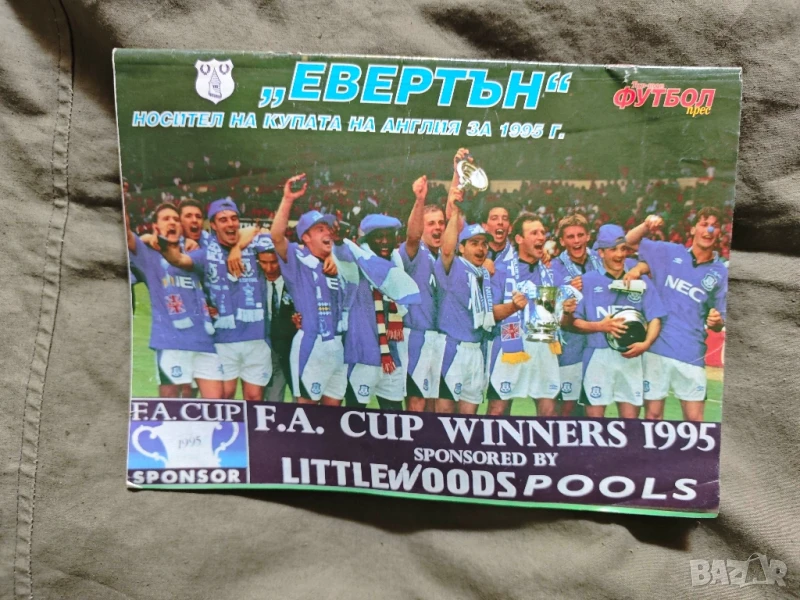 „ЕВЕРТЪН“
НОСИТЕЛ НА КУПАТА НА АНГЛИЯ ЗА 1995 Г.
ФУТБОЛ
прес
NEC
NEC
F.A. CUP
1995
SPONSOR
F.A. CUP WINNERS 1995
SPONSORED BY
LITTLEWOODS POOLS
BAZAR